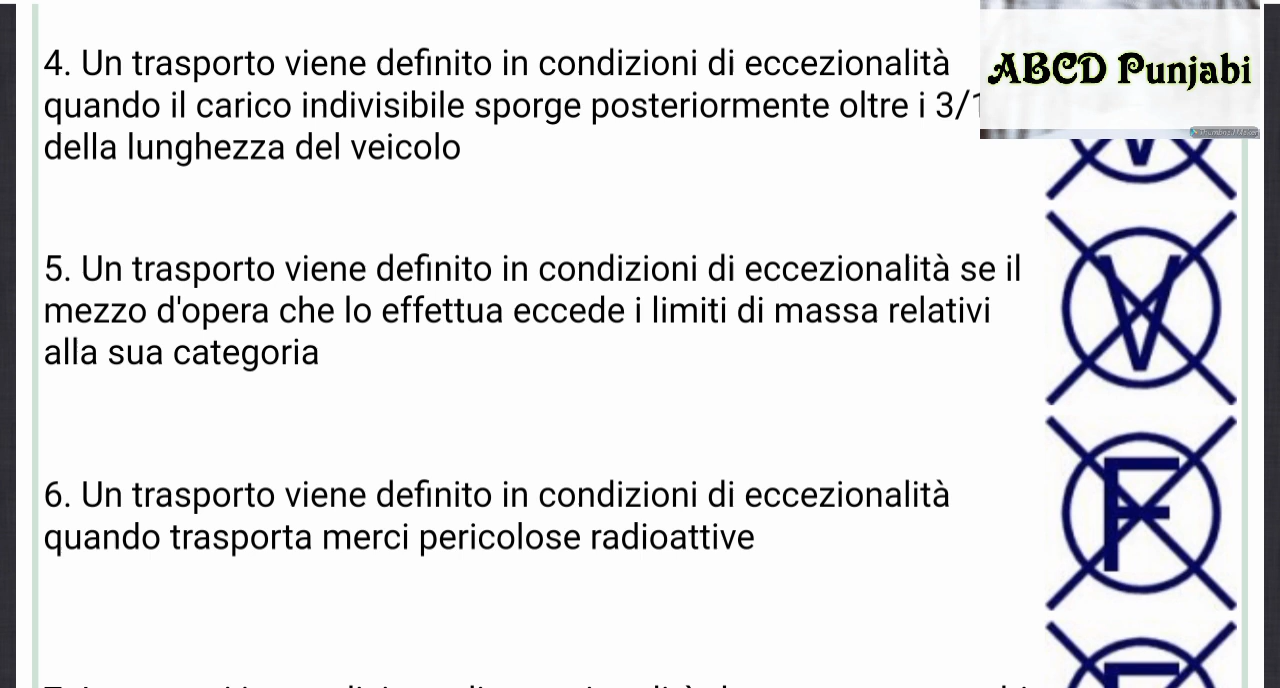 ABCD Punjabi
4. Un trasporto viene definito in condizioni di eccezionalità
quando il carico indivisibile sporge posteriormente oltre i
della lunghezza del veicolo
V
5. Un trasporto viene definito in condizioni di eccezionalità se il
mezzo d'opera che lo effettua eccede i limiti di massa relativi
alla sua categoria
V
6. Un trasporto viene definito in condizioni di eccezionalità
quando trasporta merci pericolose radioattive
F